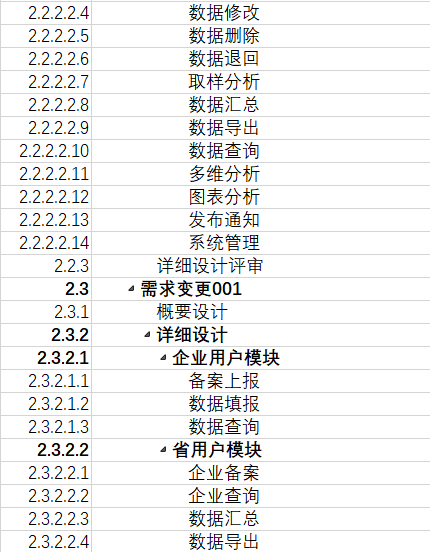 2.2.2.2.4 数据修改
2.2.2.2.5 数据删除
2.2.2.2.6 数据退回
2.2.2.2.7 取样分析
2.2.2.2.8 数据汇总
2.2.2.2.9 数据导出
2.2.2.2.10 数据查询
2.2.2.2.11 多维分析
2.2.2.2.12 图表分析
2.2.2.2.13 发布通知
2.2.2.2.14 系统管理
2.2.3 详细设计评审
2.3 需求变更001
2.3.1 概要设计
2.3.2 详细设计
2.3.2.1 企业用户模块
2.3.2.1.1 备案上报
2.3.2.1.2 数据填报
2.3.2.1.3 数据查询
2.3.2.2 省用户模块
2.3.2.2.1 企业备案
2.3.2.2.2 企业查询
2.3.2.2.3 数据汇总
2.3.2.2.4 数据导出